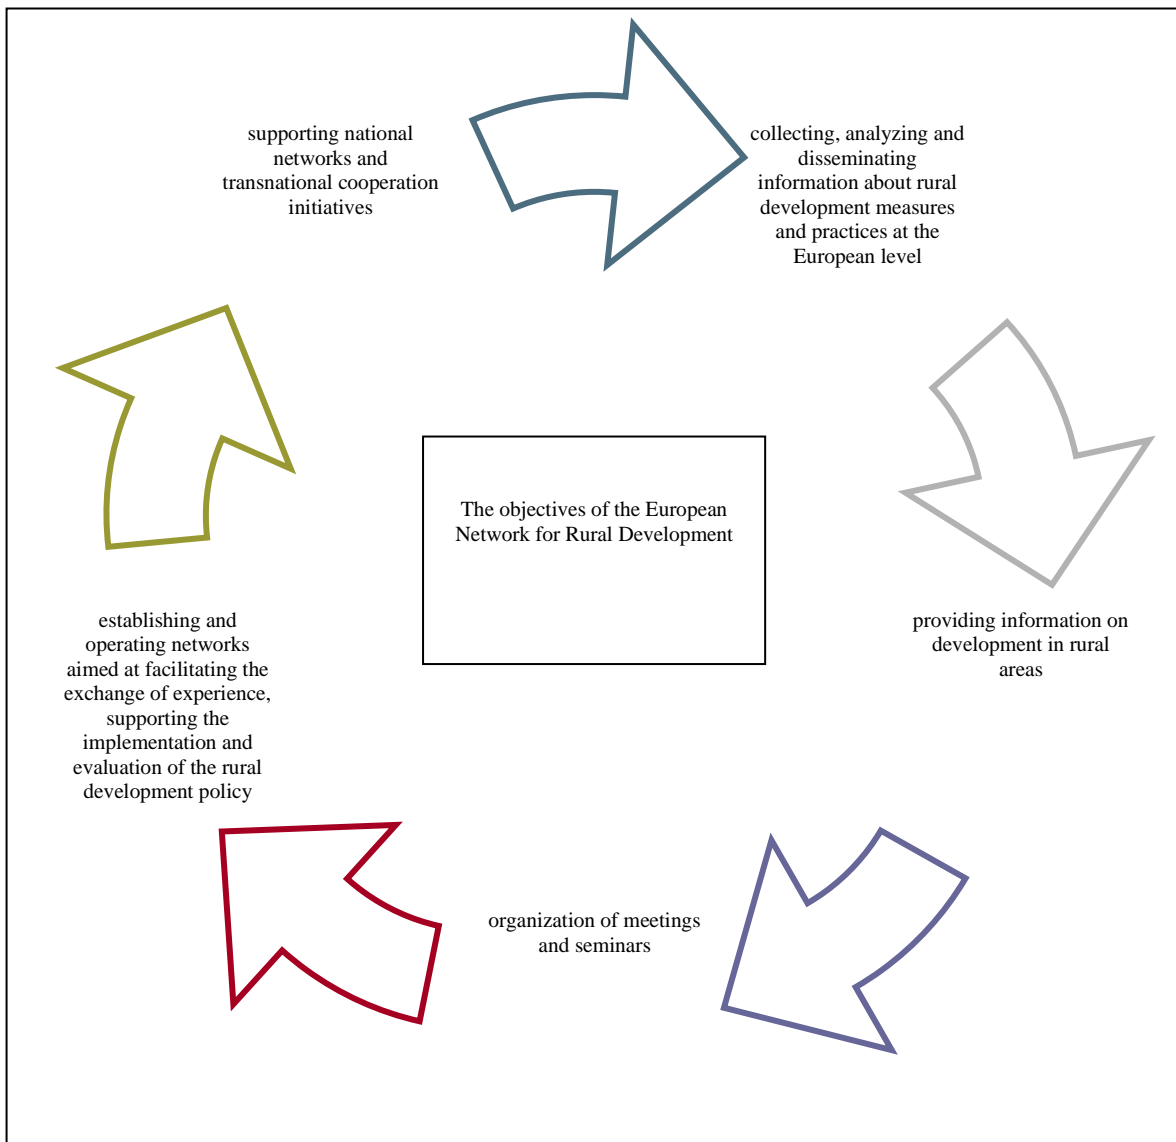 supporting national
networks and
transnational cooperation
initiatives
collecting, analyzing and
disseminating
information about rural
development measures
and practices at the
European level
The objectives of the European
Network for Rural Development
establishing and
operating networks
aimed at facilitating the
exchange of experience,
supporting the
implementation and
evaluation of the rural
development policy
providing information on
development in rural
areas
organization of meetings
and seminars